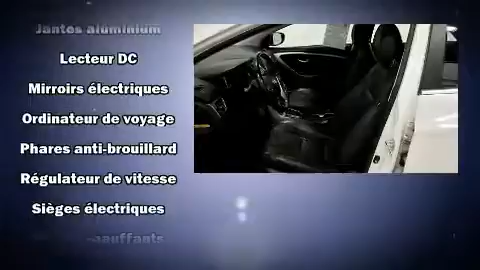 Jantes aluminium
Lecteur DC
Mirroirs électriques
Ordinateur de voyage
Phares anti-brouillard
Régulateur de vitesse
Sièges électriques